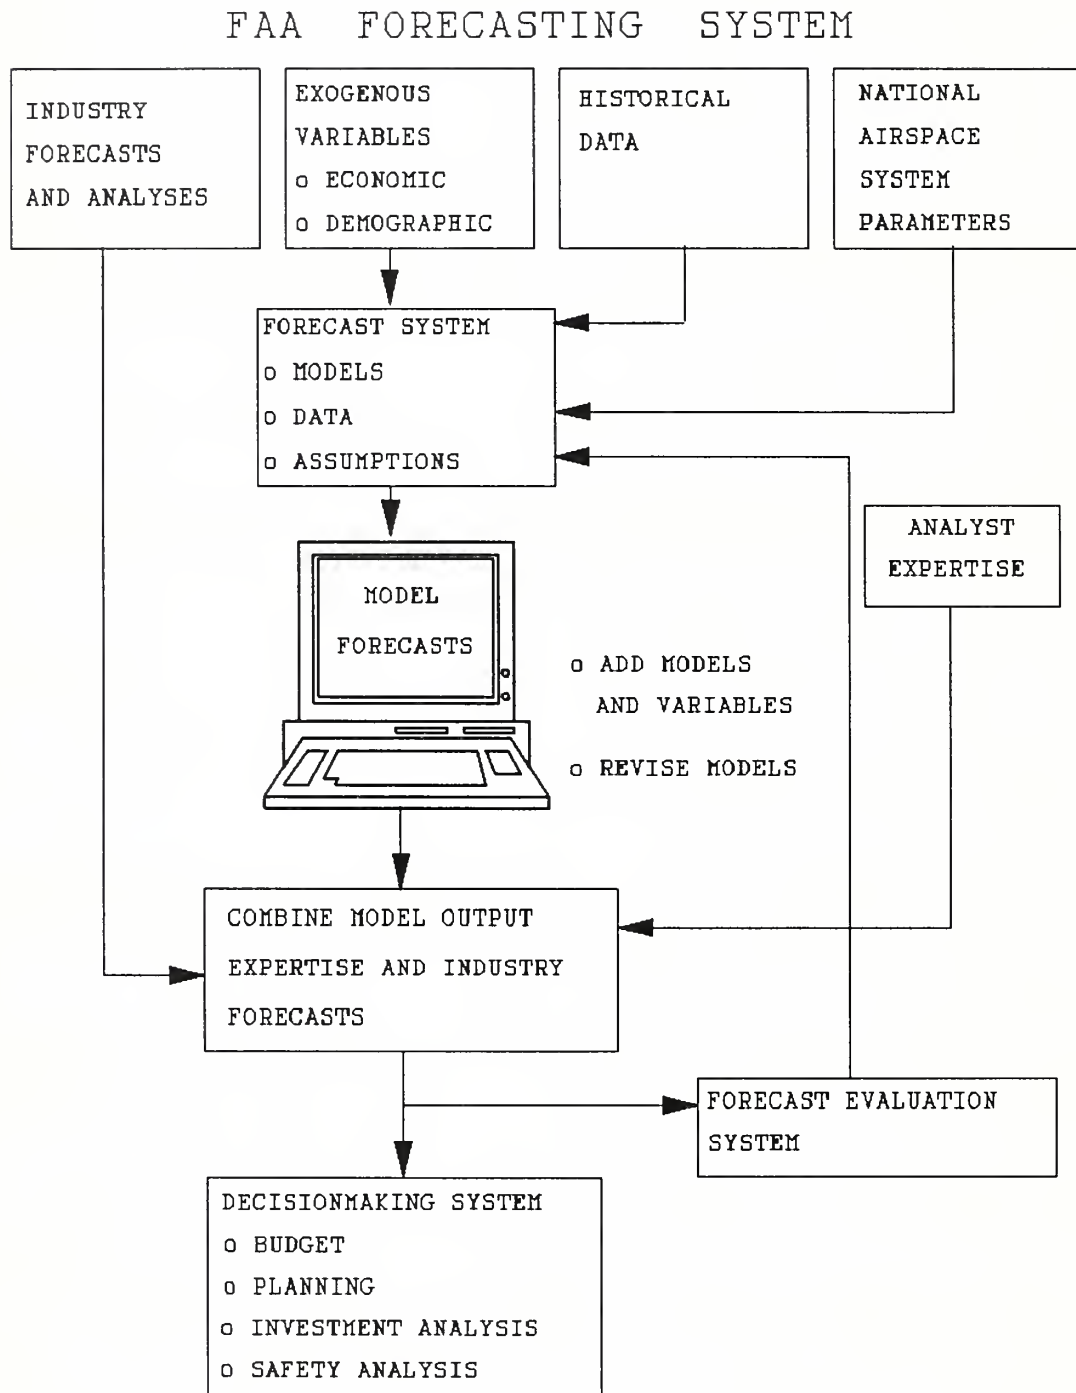 FAA FORECASTING SYSTEM
INDUSTRY
FORECASTS
AND ANALYSES
EXOGENOUS
VARIABLES
o ECONOMIC
o DEMOGRAPHIC
HISTORICAL
DATA
NATIONAL
AIRSPACE
SYSTEM
PARAMETERS
FORECAST SYSTEM
o MODELS
o DATA
o ASSUMPTIONS
ANALYST
EXPERTISE
MODEL
FORECASTS
o ADD MODELS
AND VARIABLES
o REVISE MODELS
COMBINE MODEL OUTPUT
EXPERTISE AND INDUSTRY
FORECASTS
FORECAST EVALUATION
SYSTEM
DECISIONMAKING SYSTEM
o BUDGET
o PLANNING
o INVESTMENT ANALYSIS
o SAFETY ANALYSIS